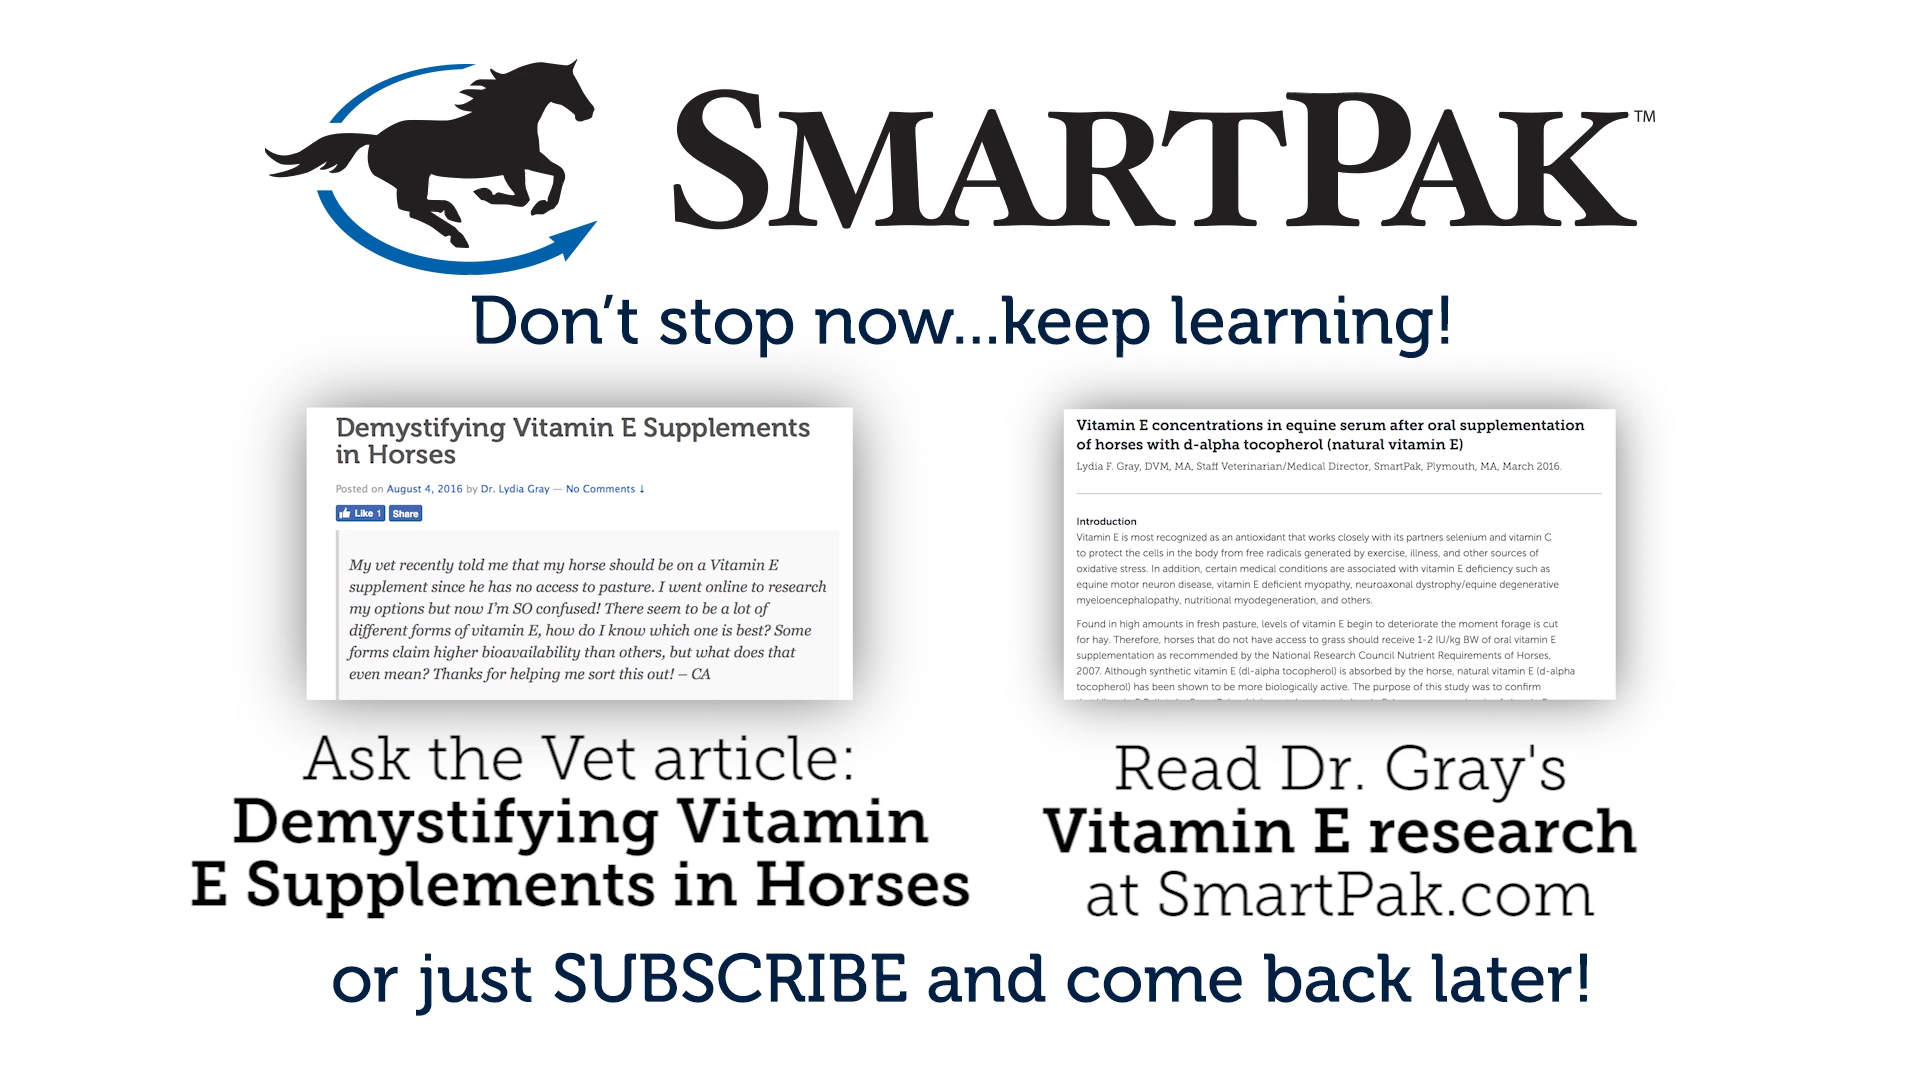 SMARTPAK™
Don't stop now...keep learning!
Demystifying Vitamin E Supplements
in Horses
Posted on August 4, 2016 by Dr. Lydia Gray — No Comments ↓
Like 1 Share
My vet recently told me that my horse should be on a Vitamin E
supplement since he has no access to pasture. I went online to research
my options but now I'm SO confused! There seem to be a lot of
different forms of vitamin E, how do I know which one is best? Some
forms claim higher bioavailability than others, but what does that
even mean? Thanks for helping me sort this out! – CA
Ask the Vet article:
Demystifying Vitamin
E Supplements in Horses
Vitamin E concentrations in equine serum after oral supplementation
of horses with d-alpha tocopherol (natural vitamin E)
Lydia F. Gray, DVM, MA, Staff Veterinarian/Medical Director, SmartPak, Plymouth, MA, March 2016.
Introduction
Vitamin E is most recognized as an antioxidant that works closely with its partners selenium and vitamin C
to protect the cells in the body from free radicals generated by exercise, illness, and other sources of
oxidative stress. In addition, certain medical conditions are associated with vitamin E deficiency such as
equine motor neuron disease, vitamin E deficient myopathy, neuroaxonal dystrophy/equine degenerative
myeloencephalopathy, nutritional myodegeneration, and others.
Found in high amounts in fresh pasture, levels of vitamin E begin to deteriorate the moment forage is cut
for hay. Therefore, horses that do not have access to grass should receive 1-2 IU/kg BW of oral vitamin E
supplementation as recommended by the National Research Council Nutrient Requirements of Horses,
2007. Although synthetic vitamin E (dl-alpha tocopherol) is absorbed by the horse, natural vitamin E (d-alpha
tocopherol) has been shown to be more biologically active. The purpose of this study was to confirm
Read Dr. Gray's
Vitamin E research
at SmartPak.com
or just SUBSCRIBE and come back later!